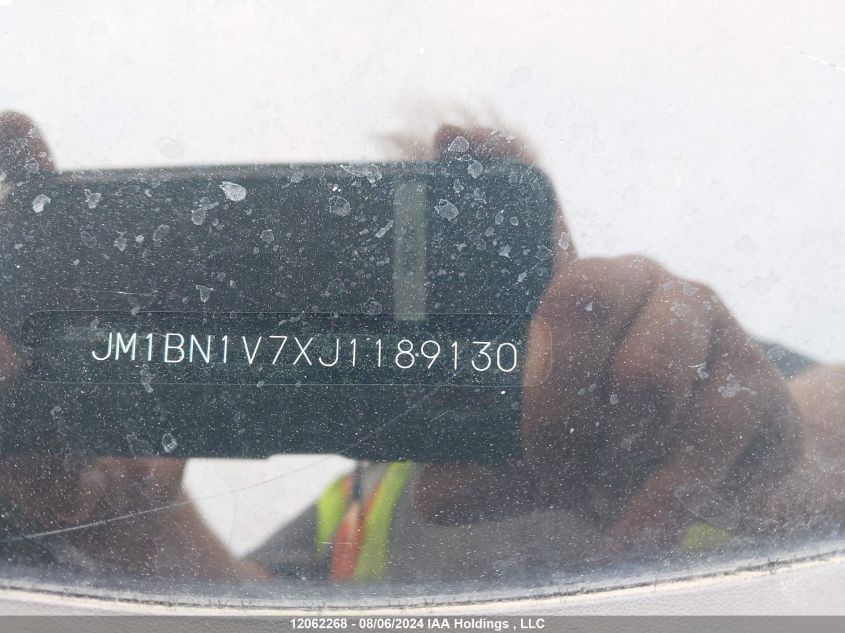 JM1BN1V7XJ1189130
12062268 - 08/06/2024 IAA Holdings , LLC